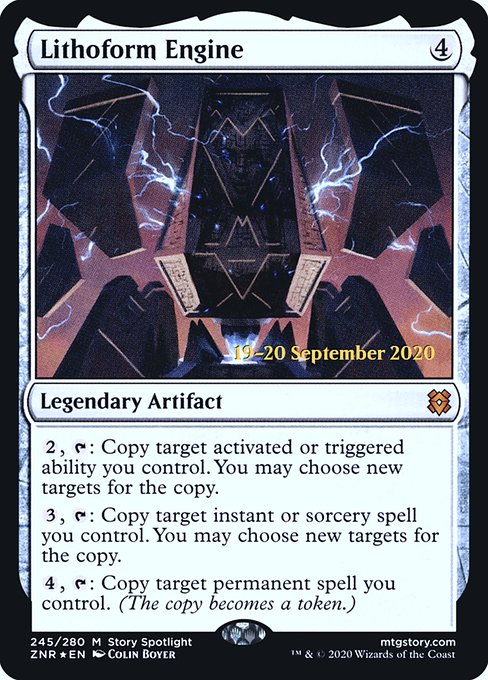 Lithoform Engine 4
19–20 September 2020
Legendary Artifact
2, : Copy target activated or triggered
ability you control. You may choose new
targets for the copy.
3, : Copy target instant or sorcery spell
you control. You may choose new targets for
the copy.
4, : Copy target permanent spell you
control. (The copy becomes a token.)
245/280 M Story Spotlight
ZNR ★ EN Colin Boyer
mtgstory.com
™ & © 2020 Wizards of the Coast